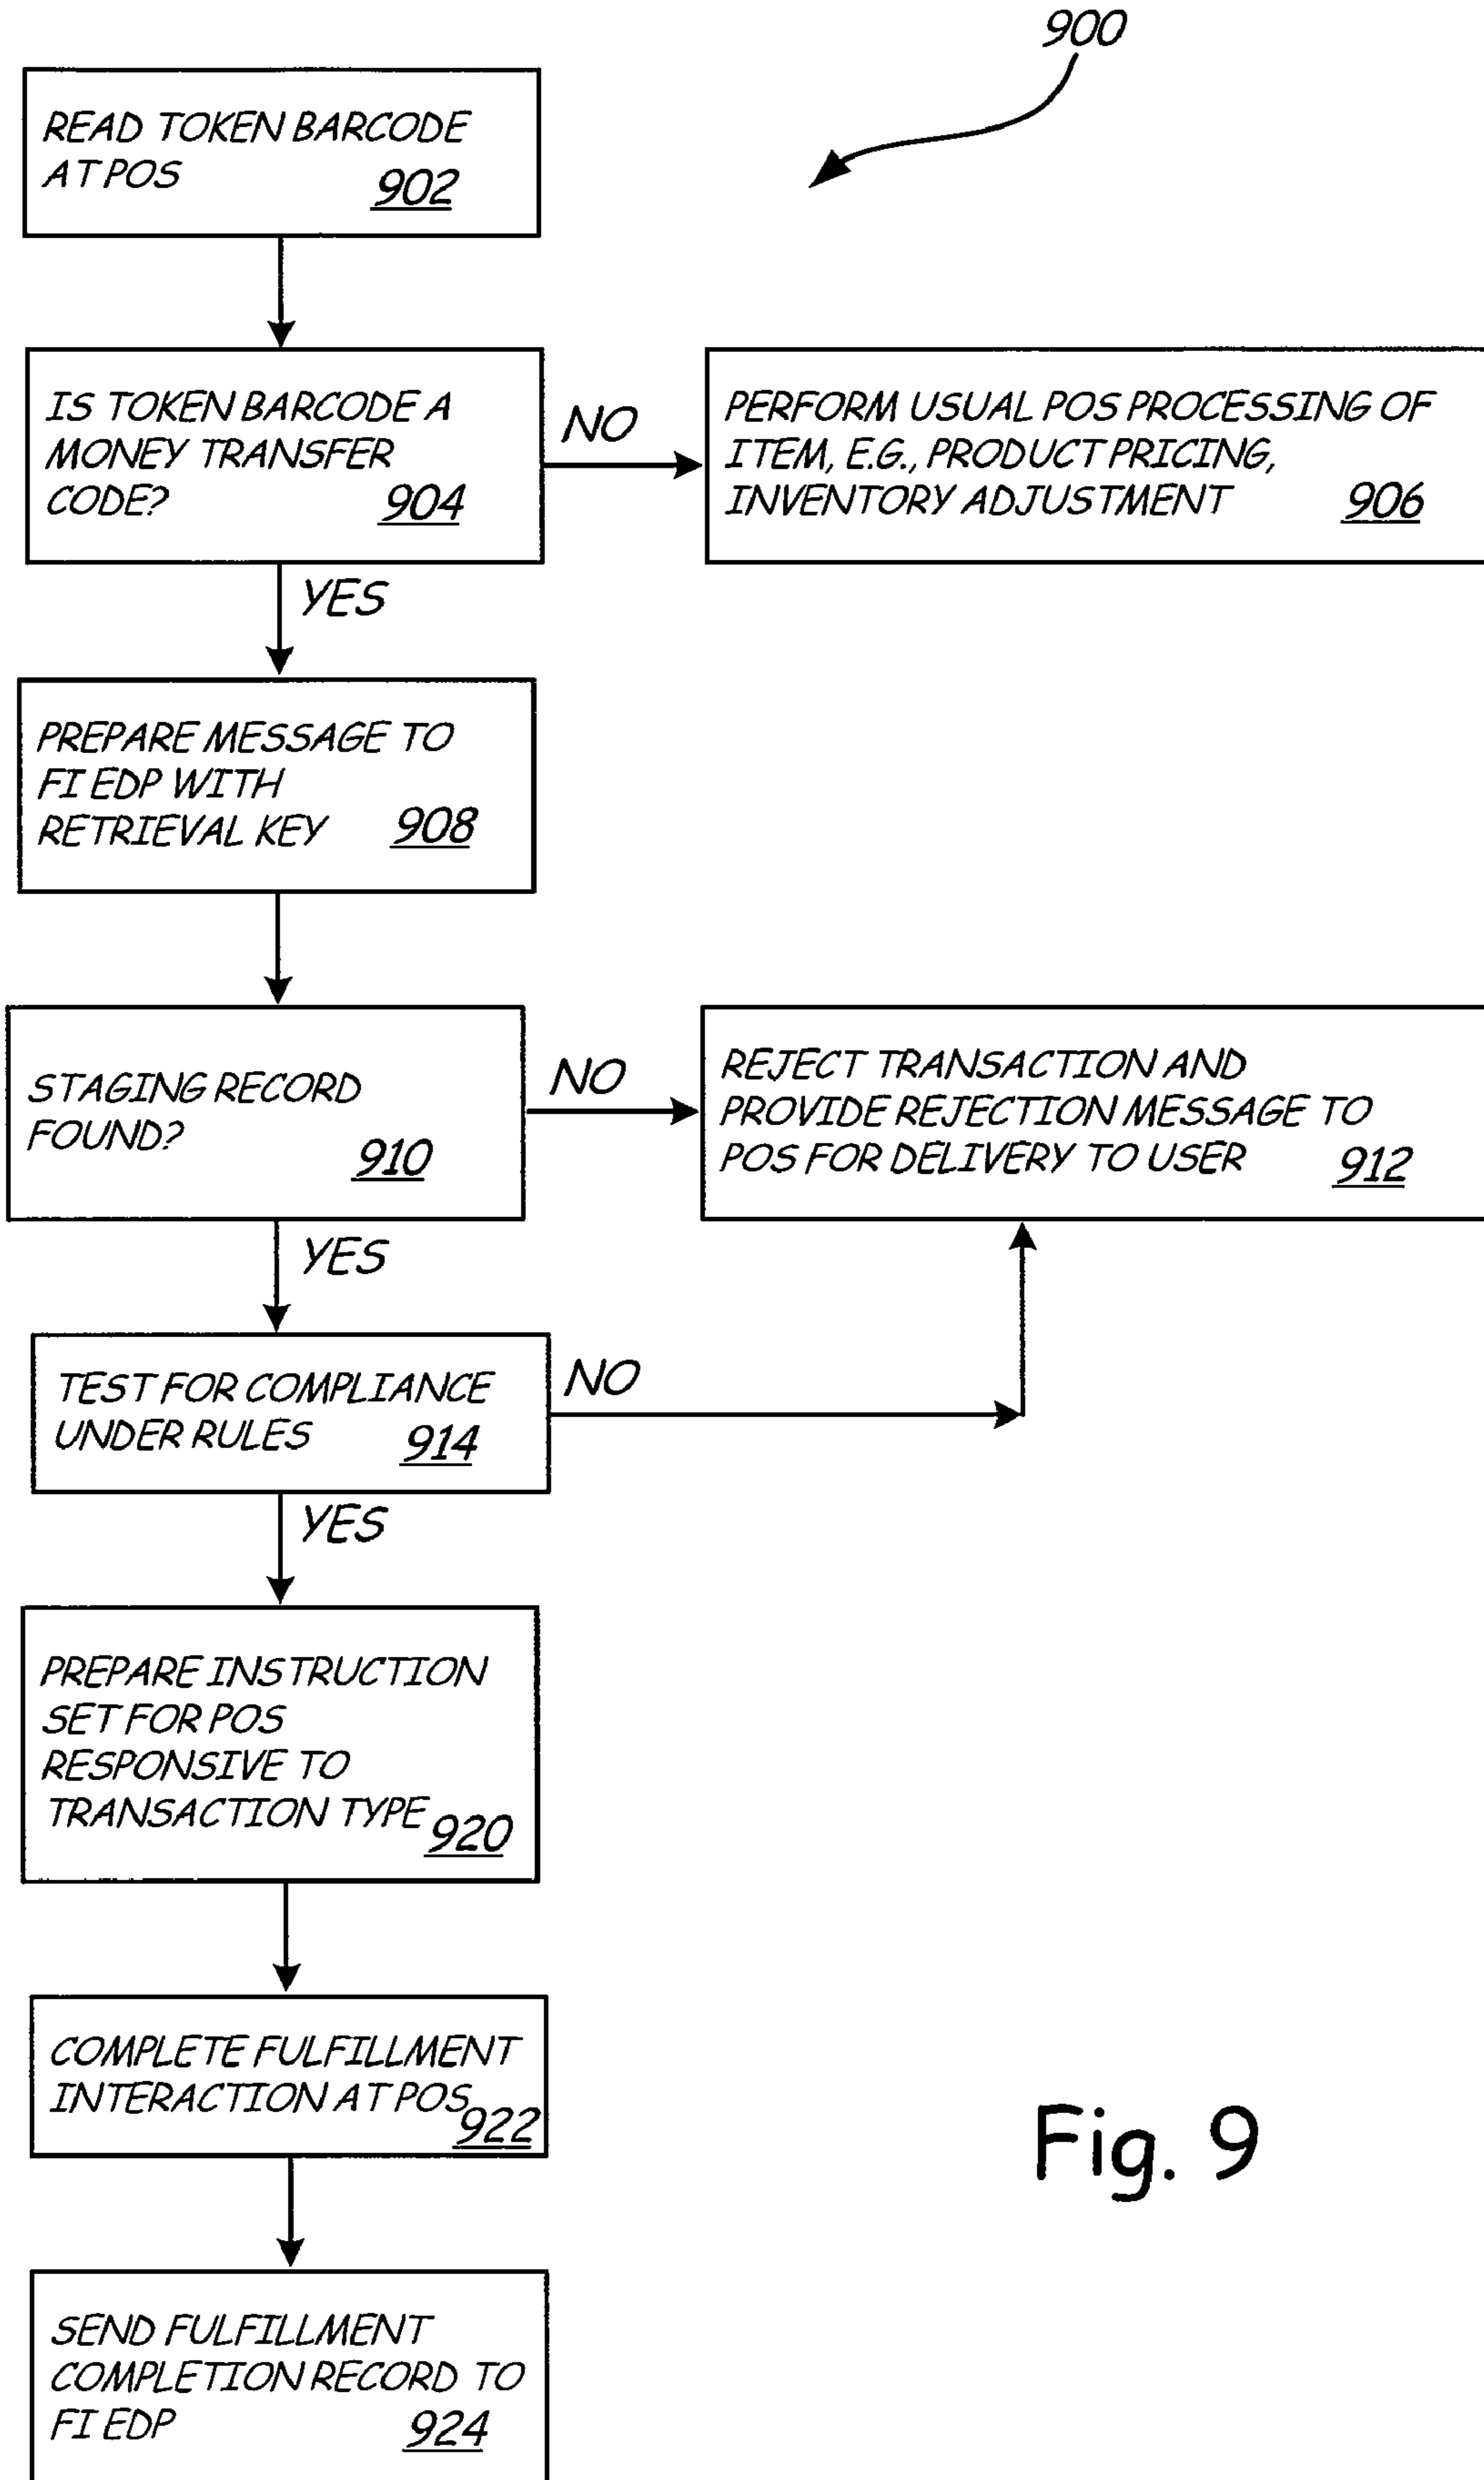 900
READ TOKEN BARCODE
AT POS
902
IS TOKEN BARCODE A
MONEY TRANSFER
CODE?
904
NO
PERFORM USUAL POS PROCESSING OF
ITEM, E.G., PRODUCT PRICING,
INVENTORY ADJUSTMENT
906
YES
PREPARE MESSAGE TO
FI EDP WITH
RETRIEVAL KEY
908
STAGING RECORD
FOUND?
910
NO
REJECT TRANSACTION AND
PROVIDE REJECTION MESSAGE TO
POS FOR DELIVERY TO USER
912
YES
TEST FOR COMPLIANCE
UNDER RULES
914
NO
YES
PREPARE INSTRUCTION
SET FOR POS
RESPONSIVE TO
TRANSACTION TYPE
920
COMPLETE FULFILLMENT
INTERACTION AT POS
922
SEND FULFILLMENT
COMPLETION RECORD TO
FI EDP
924
Fig. 9